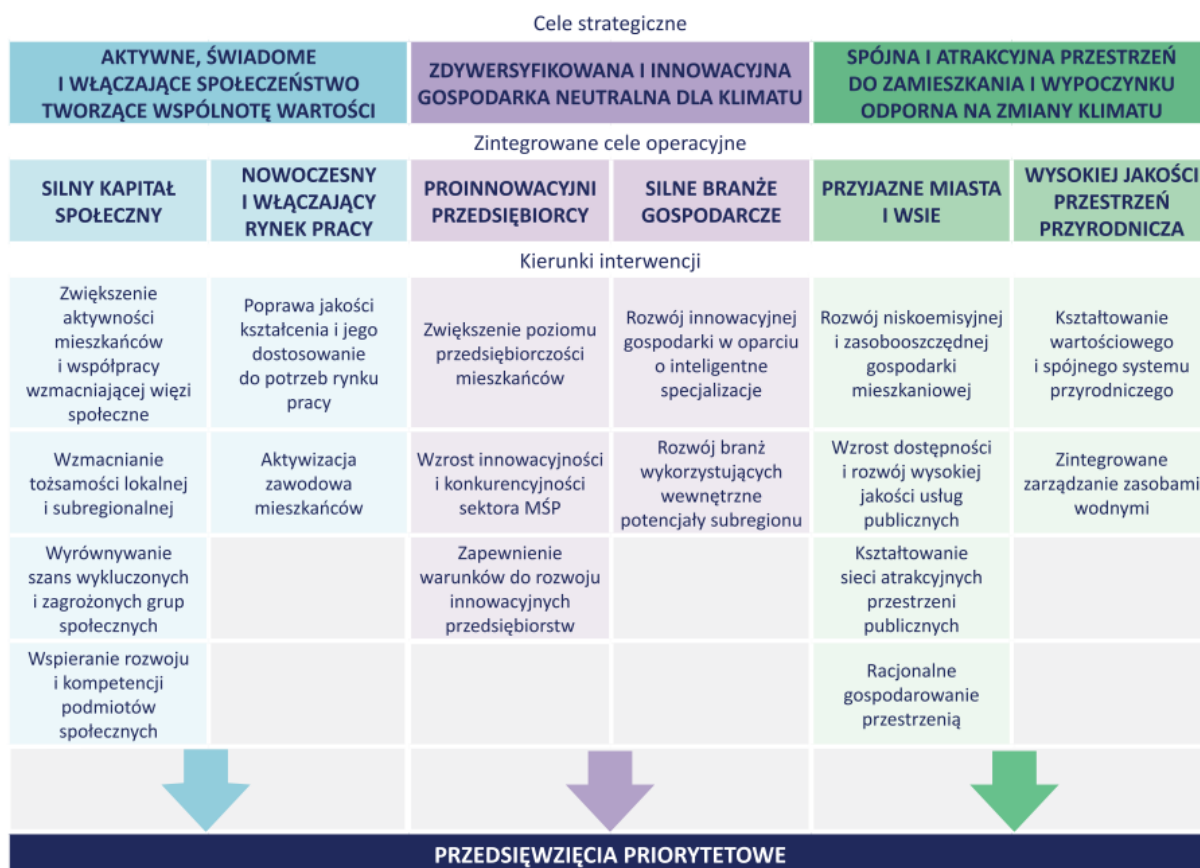 Cele strategiczne
AKTYWNE, ŚWIADOME
I WŁĄCZAJĄCE SPOŁECZEŃSTWO
TWORZĄCE WSPÓLNOTĘ WARTOŚCI
ZDYWERSYFIKOWANA I INNOWACYJNA
GOSPODARKA NEUTRALNA DLA KLIMATU
SPÓJNA I ATRAKCYJNA PRZESTRZEŃ
DO ZAMIESZKANIA I WYPOCZYNKU
ODPORNA NA ZMIANY KLIMATU
Zintegrowane cele operacyjne
SILNY KAPITAŁ
SPOŁECZNY
NOWOCZESNY
I WŁĄCZAJĄCY
RYNEK PRACY
PROINNOWACYJNI
PRZEDSIĘBIORCY
SILNE BRANŻE
GOSPODARCZE
PRZYJAZNE MIASTA
I WSIE
WYSOKIEJ JAKOŚCI
PRZESTRZEŃ
PRZYRODNICZA
Kierunki interwencji
Zwiększenie
aktywności
mieszkańców
i współpracy
wzmacniającej więzi
społeczne
Poprawa jakości
kształcenia i jego
dostosowanie
do potrzeb rynku
pracy
Zwiększenie poziomu
przedsiębiorczości
mieszkańców
Rozwój innowacyjnej
gospodarki w oparciu
o inteligentne
specjalizacje
Rozwój niskoemisyjnej
i zasobooszczędnej
gospodarki
mieszkaniowej
Kształtowanie
wartościowego
i spójnego systemu
przyrodniczego
Wzmacnianie
tożsamości lokalnej
i subregionalnej
Aktywizacja
zawodowa
mieszkańców
Wzrost innowacyjności
i konkurencyjności
sektora MŚP
Rozwój branż
wykorzystujących
wewnętrzne
potencjały subregionu
Wzrost dostępności
i rozwój wysokiej
jakości usług
publicznych
Zintegrowane
zarządzanie zasobami
wodnymi
Wyrównywanie
szans wykluczonych
i zagrożonych grup
społecznych
Zapewnienie
warunków do rozwoju
innowacyjnych
przedsiębiorstw
Kształtowanie
sieci atrakcyjnych
przestrzeni
publicznych
Wspieranie rozwoju
i kompetencji
podmiotów
społecznych
Racjonalne
gospodarowanie
przestrzenią
PRZEDSIĘWZIĘCIA PRIORYTETOWE